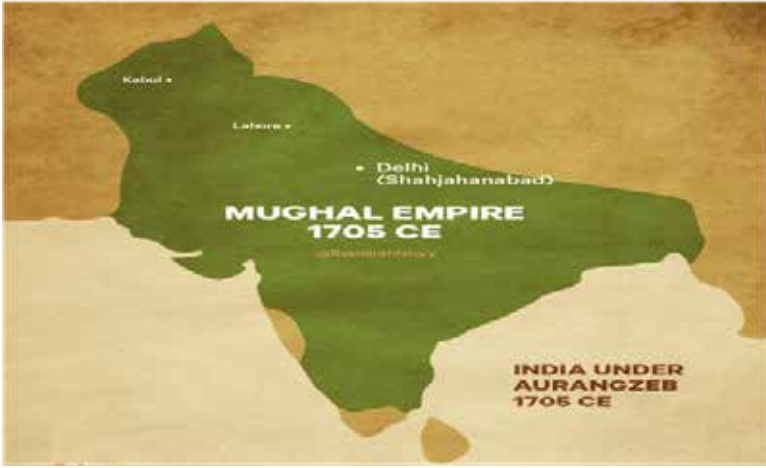 Kabul
Lahore
Delhi
(Shahjahanabad)
MUGHAL EMPIRE
1705 CE
INDIA UNDER
AURANGZEB
1705 CE